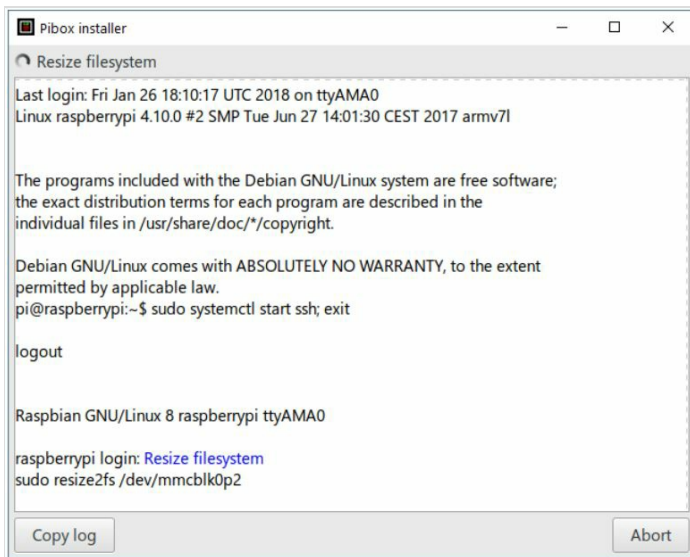 Pibox installer
Resize filesystem
Last login: Fri Jan 26 18:10:17 UTC 2018 on ttyAMA0
Linux raspberrypi 4.10.0 #2 SMP Tue Jun 27 14:01:30 CEST 2017 armv7l
The programs included with the Debian GNU/Linux system are free software;
the exact distribution terms for each program are described in the
individual files in /usr/share/doc/*/copyright.
Debian GNU/Linux comes with ABSOLUTELY NO WARRANTY, to the extent
permitted by applicable law.
pi@raspberrypi:~$ sudo systemctl start ssh; exit
logout
Raspbian GNU/Linux 8 raspberrypi ttyAMA0
raspberrypi login: Resize filesystem
sudo resize2fs /dev/mmcblk0p2
Copy log
Abort